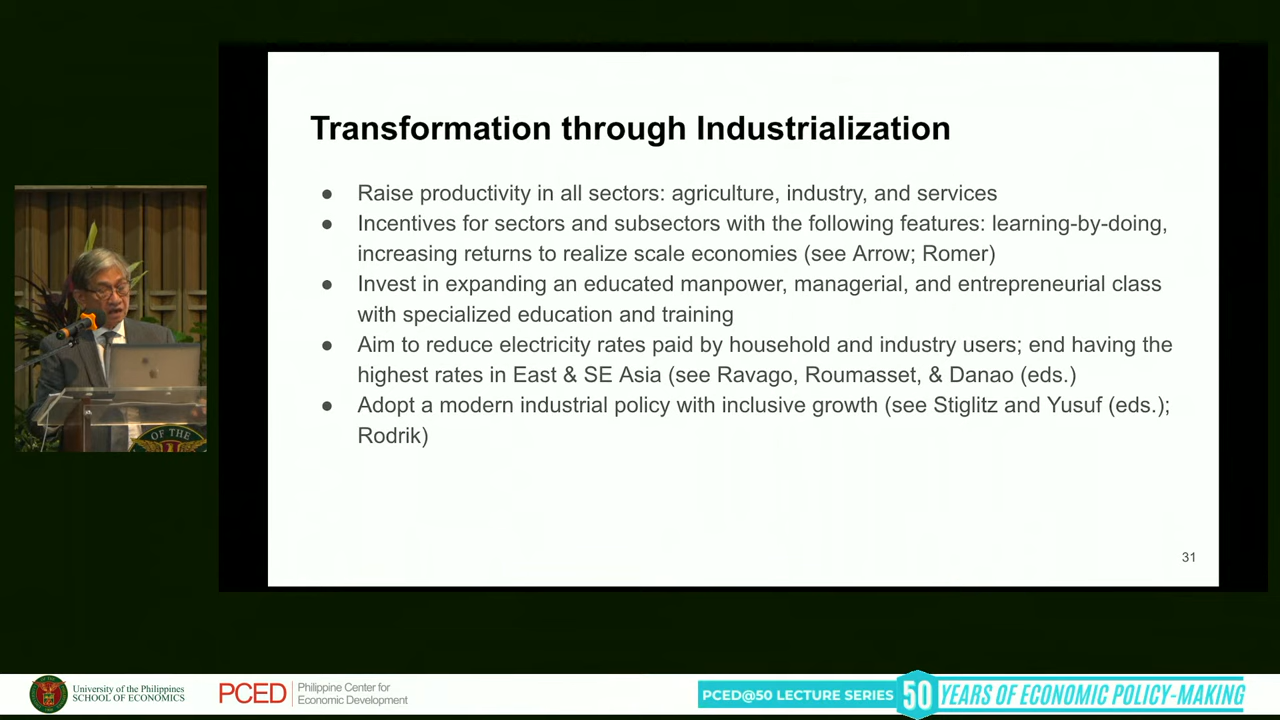 Transformation through Industrialization
● Raise productivity in all sectors: agriculture, industry, and services
● Incentives for sectors and subsectors with the following features: learning-by-doing,
increasing returns to realize scale economies (see Arrow; Romer)
● Invest in expanding an educated manpower, managerial, and entrepreneurial class
with specialized education and training
● Aim to reduce electricity rates paid by household and industry users; end having the
highest rates in East & SE Asia (see Ravago, Roumasset, & Danao (eds.)
● Adopt a modern industrial policy with inclusive growth (see Stiglitz and Yusuf (eds.);
Rodrik)
31
OF THE
University of the Philippines
SCHOOL OF ECONOMICS
PCED
Philippine Center for
Economic Development
PCED@50 LECTURE SERIES
50 YEARS OF ECONOMIC POLICY-MAKING